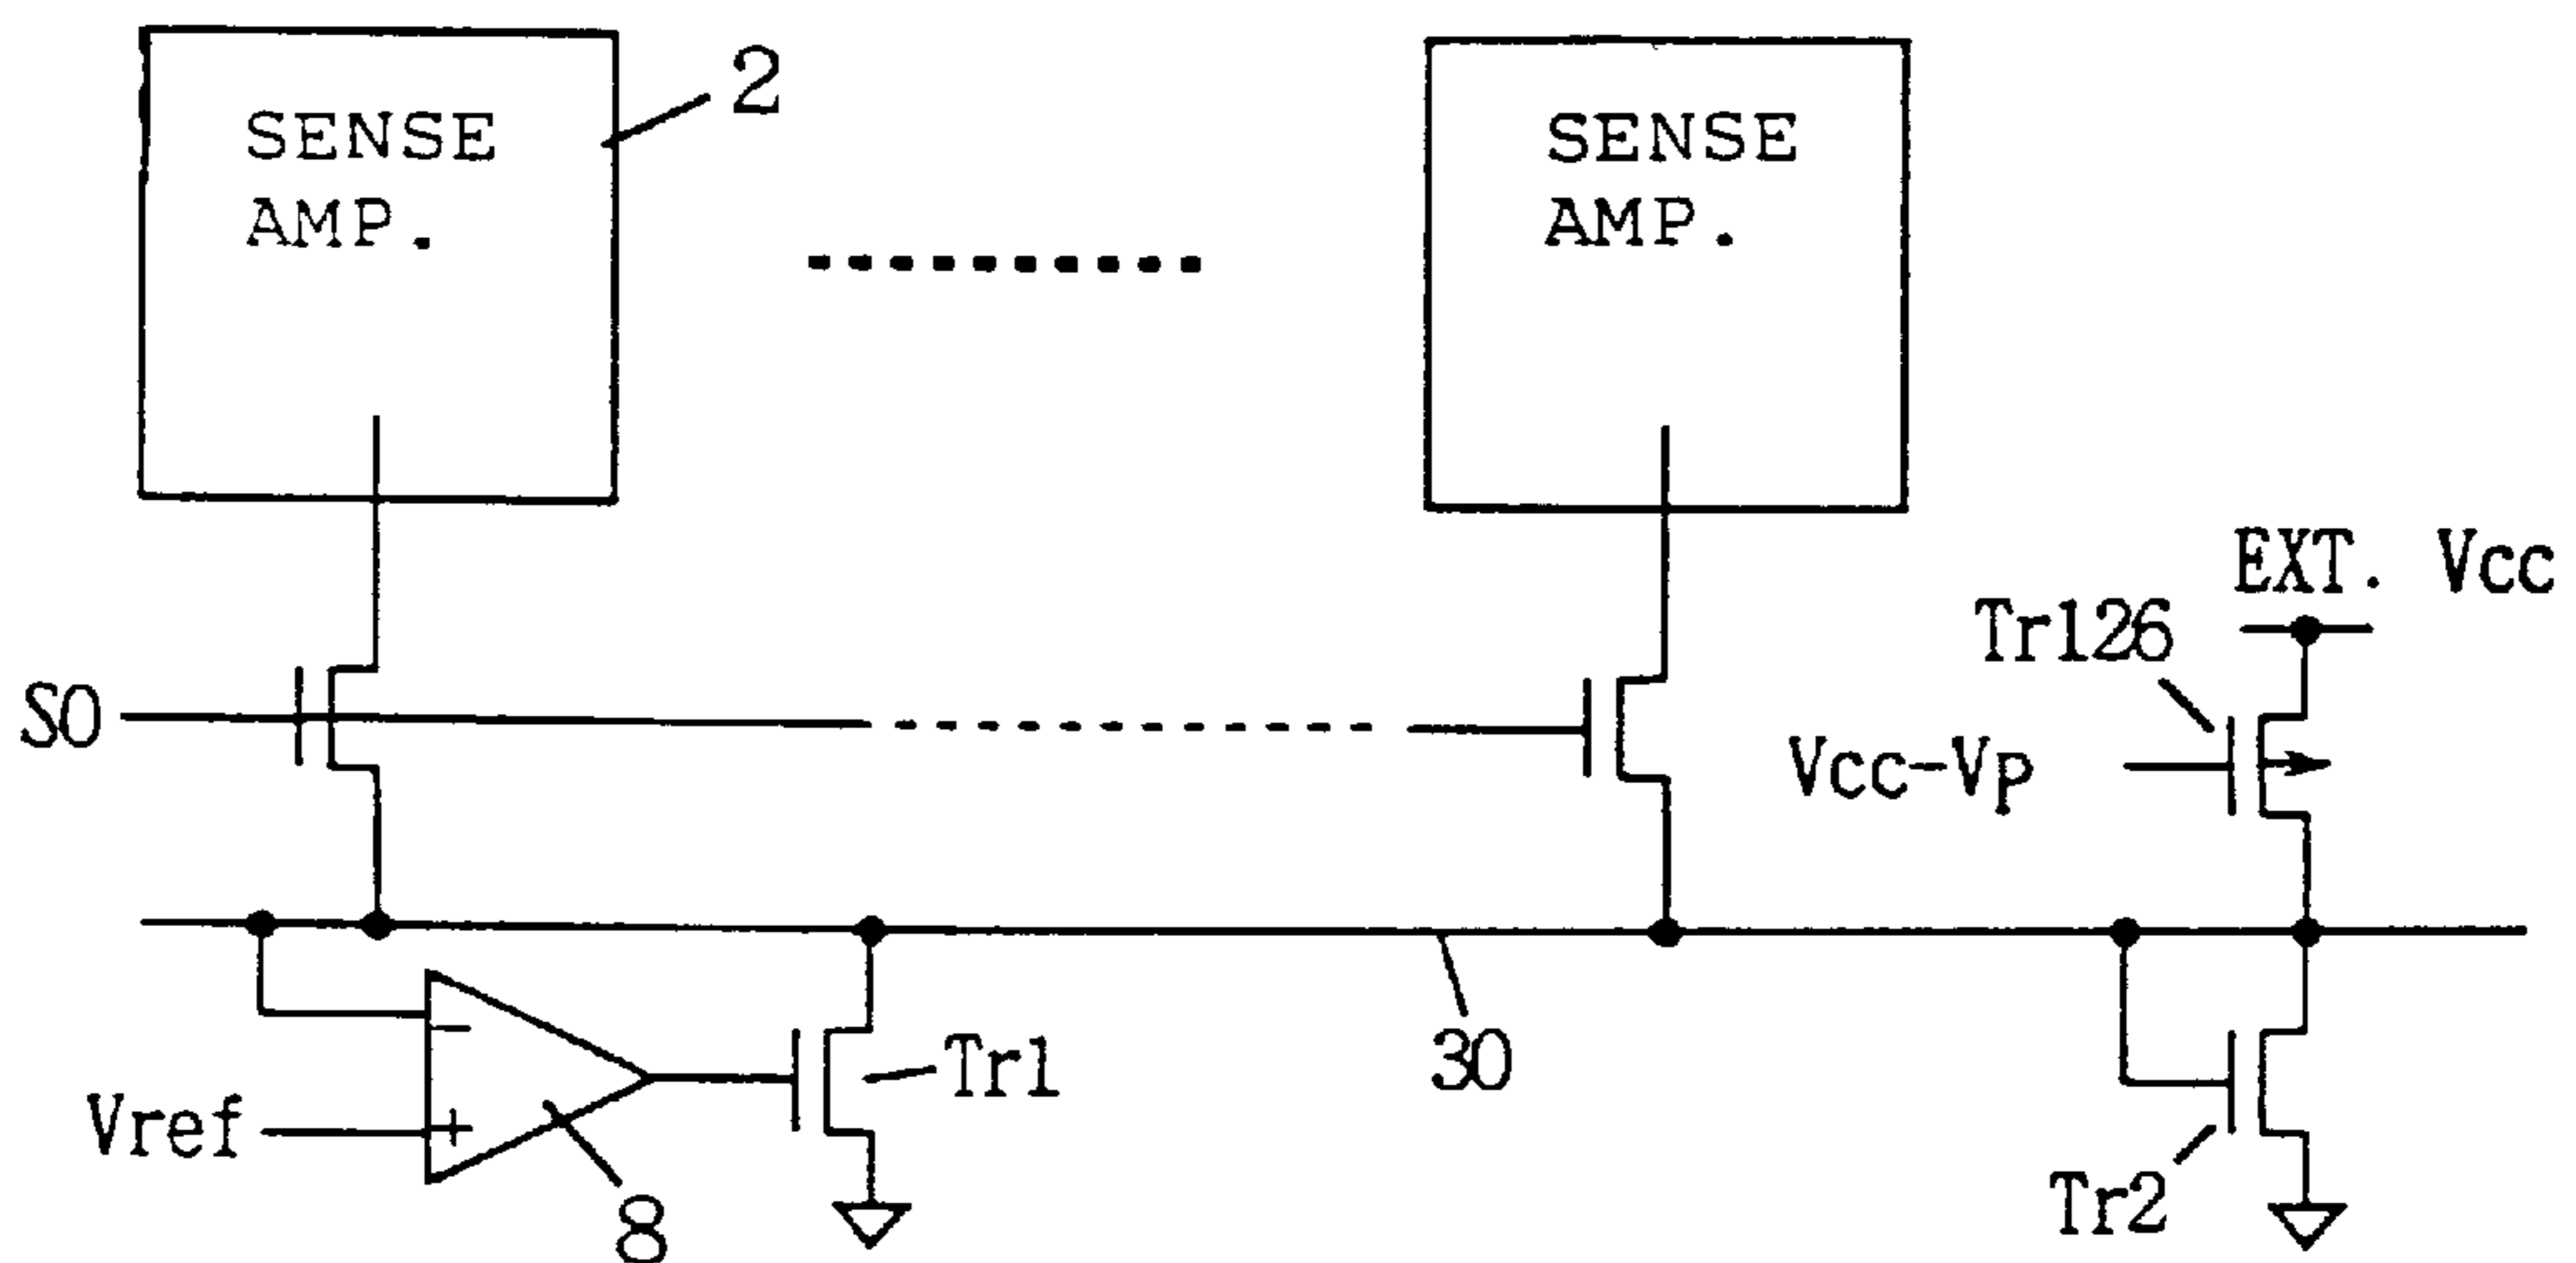 2
SENSE
AMP.
SENSE
AMP.
EXT. Vcc
Tr126
S0
Vcc-Vp
−
Tr1
30
Vref
+
Tr2
8